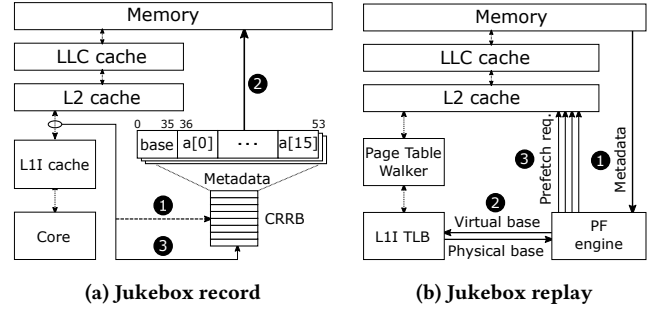 Memory
LLC cache
L2 cache
2
0 35 36 53
base a[0] ··· a[15]
L1I cache
Metadata
1
CRRB
Core
3
(a) Jukebox record
Memory
LLC cache
L2 cache
Page Table
Walker
3
Prefetch req.
1
Metadata
2
Virtual base
L1I TLB
Physical base
PF
engine
(b) Jukebox replay